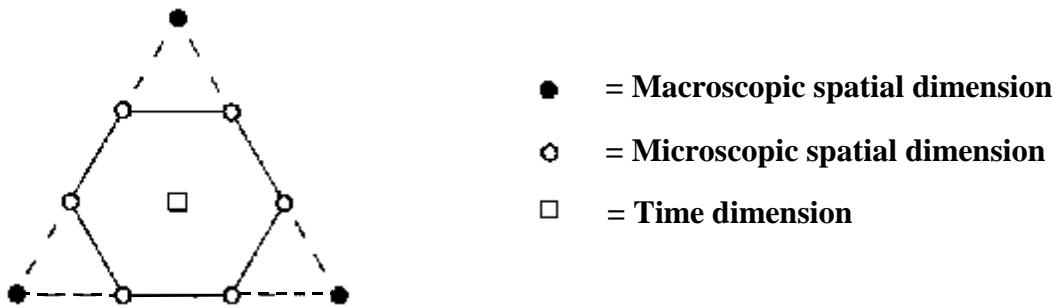 = Macroscopic spatial dimension
= Microscopic spatial dimension
= Time dimension